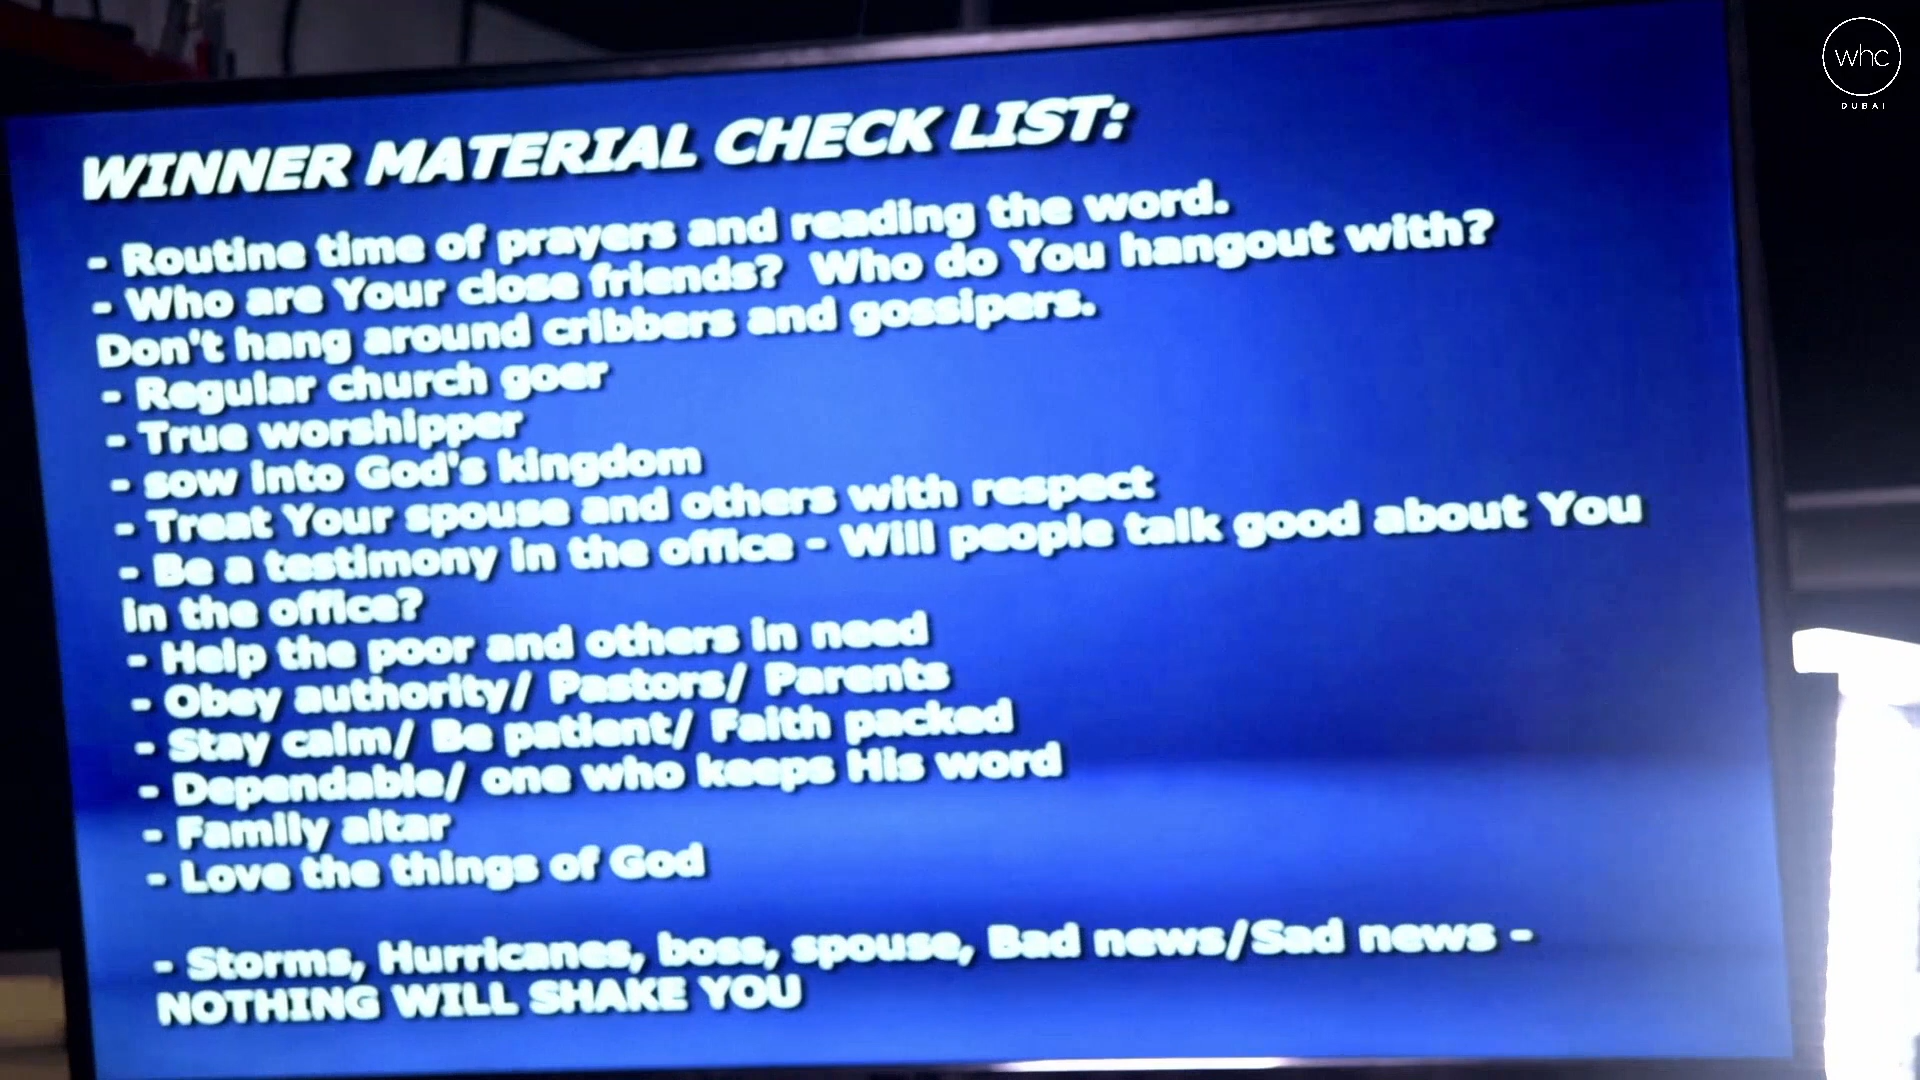 WINNER MATERIAL CHECK LIST:
- Routine time of prayers and reading the word.
- Who are Your close friends?  Who do You hangout with?
Don't hang around cribbers and gossipers.
- Regular church goer
- True worshipper
- sow into God's kingdom
- Treat Your spouse and others with respect
- Be a testimony in the office - Will people talk good about You
in the office?
- Help the poor and others in need
- Obey authority/ Pastors/ Parents
- Stay calm/ Be patient/ Faith packed
- Dependable/ one who keeps His word
- Family altar
- Love the things of God
- Storms, Hurricanes, boss, spouse, Bad news/Sad news -
NOTHING WILL SHAKE YOU
whc
DUBAI